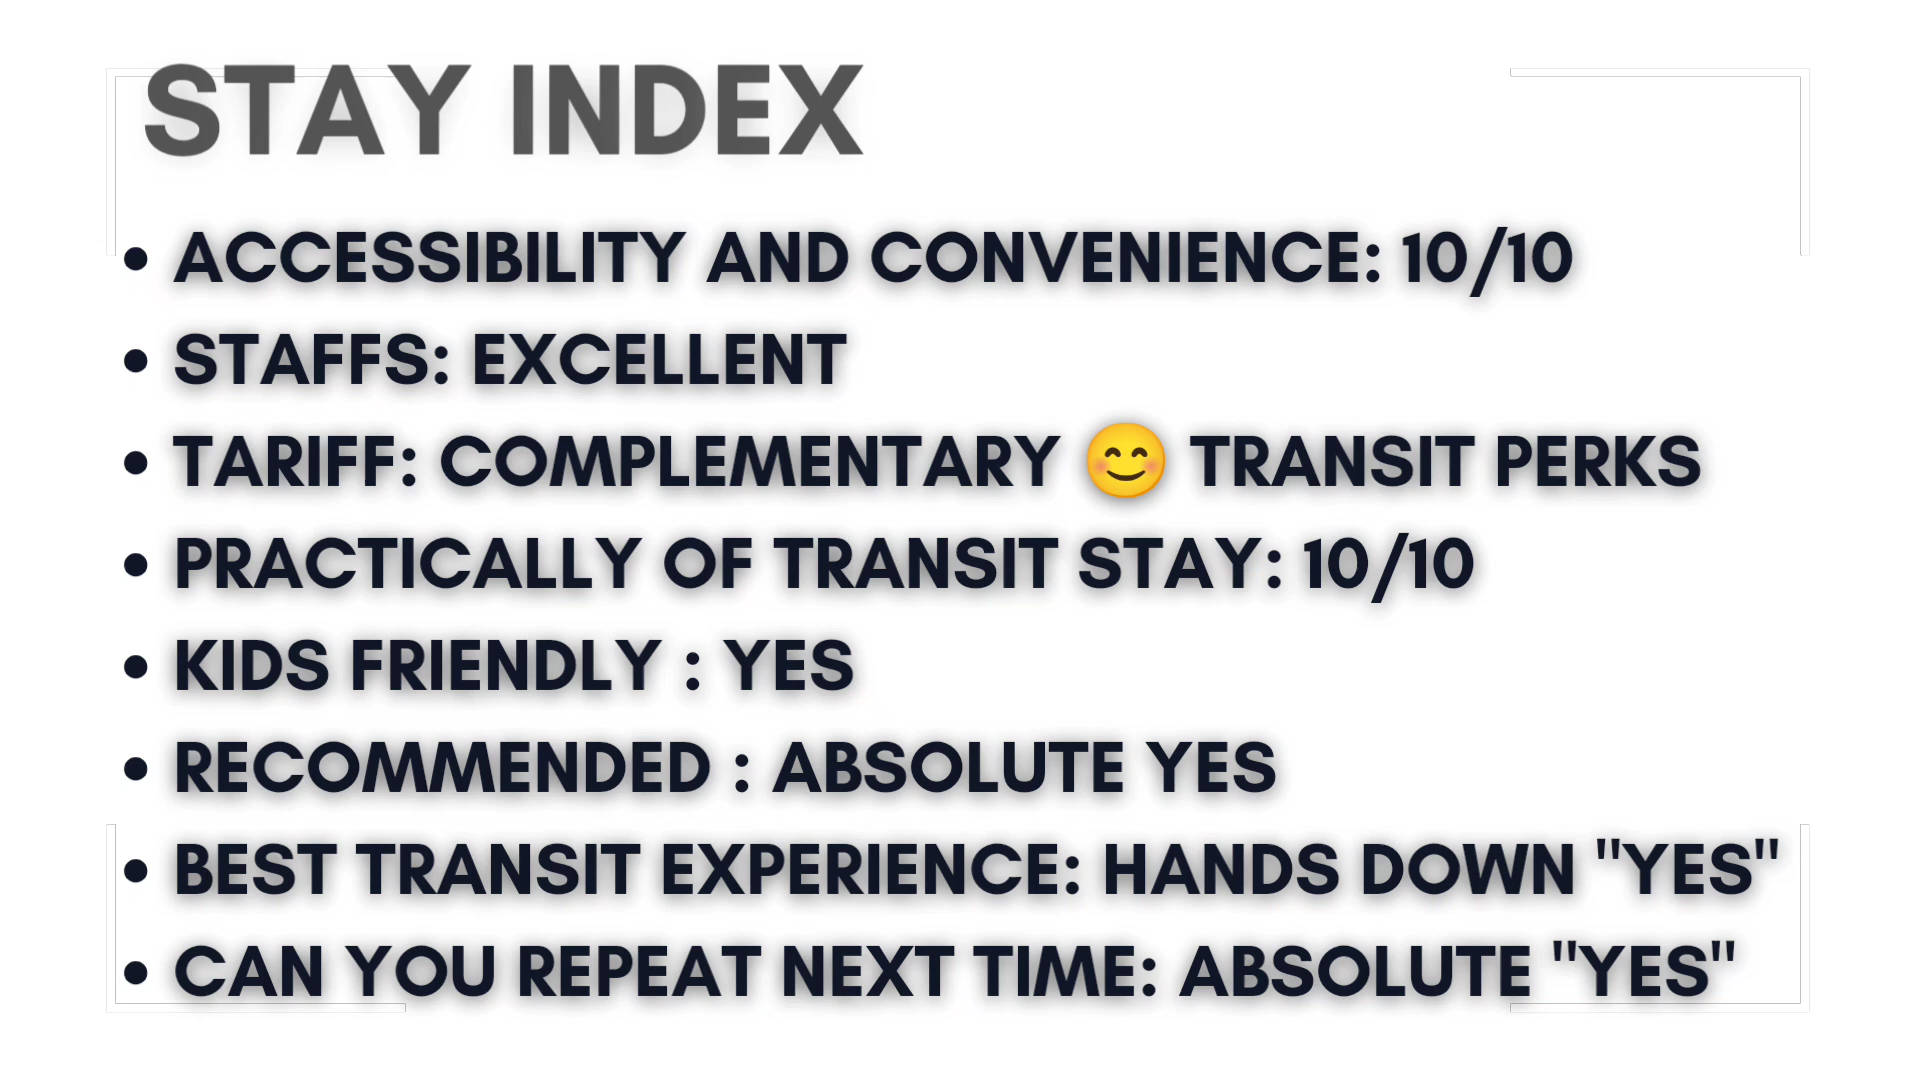 STAY INDEX
• ACCESSIBILITY AND CONVENIENCE: 10/10
• STAFFS: EXCELLENT
• TARIFF: COMPLEMENTARY 😊 TRANSIT PERKS
• PRACTICALLY OF TRANSIT STAY: 10/10
• KIDS FRIENDLY : YES
• RECOMMENDED : ABSOLUTE YES
• BEST TRANSIT EXPERIENCE: HANDS DOWN "YES"
• CAN YOU REPEAT NEXT TIME: ABSOLUTE "YES"